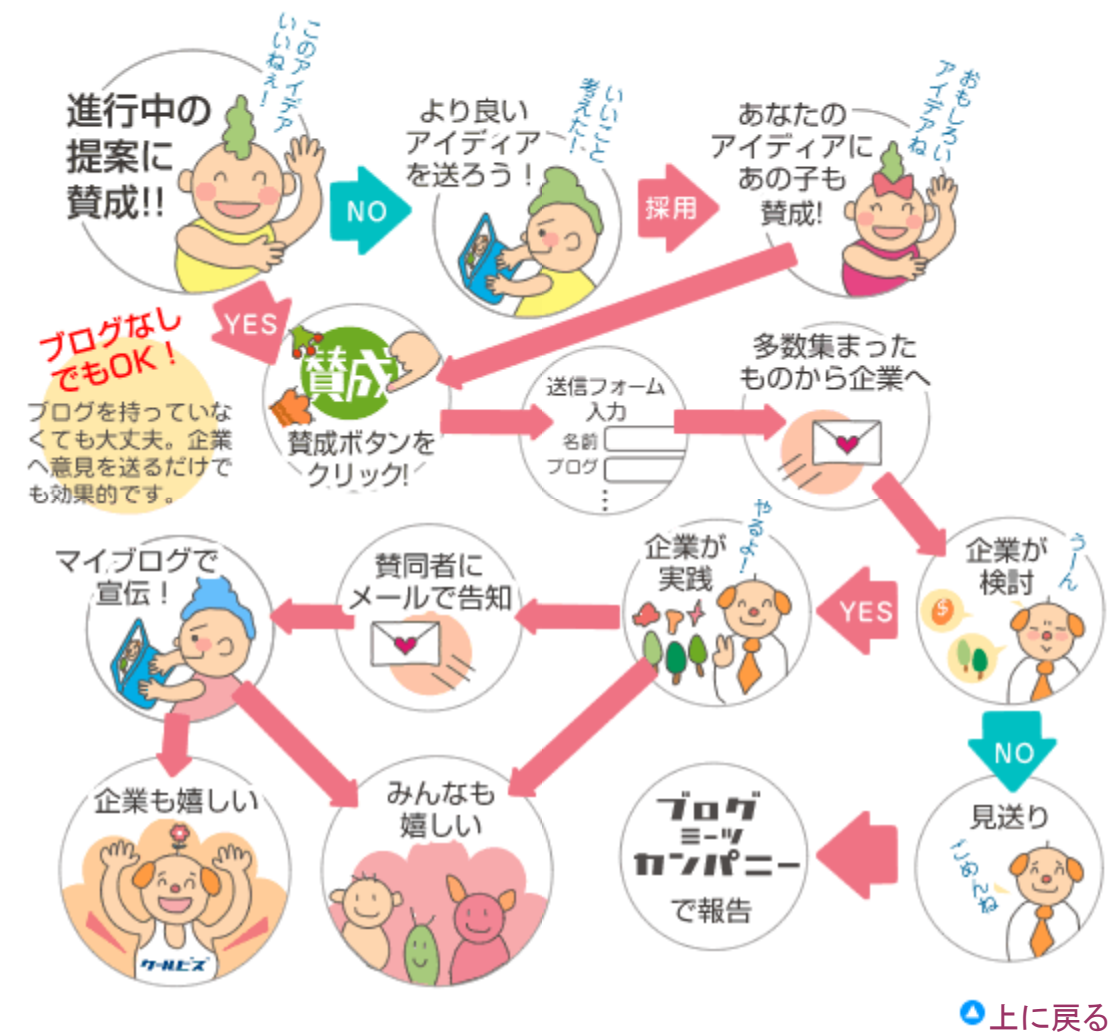 このアイデア
いいねぇ!
進行中の
提案に
賛成!!
NO
より良い
アイディア
を送ろう!
いいこと
考えた!
採用
あなたの
アイディアに
あの子も
賛成!
おもしろい
アイデアね
YES
ブログなし
でもOK!
ブログを持っていな
くても大丈夫。企業
へ意見を送るだけで
も効果的です。
賛成
賛成ボタンを
クリック!
送信フォーム
入力
名前
ブログ
⋮
多数集まった
ものから企業へ
企業が
検討
うーん
$
YES
企業が
実践
やるよ!
賛同者に
メールで告知
マイブログで
宣伝!
企業も嬉しい
クールビズ
みんなも
嬉しい
NO
見送り
ごめんね
ブログ
ミーツ
カンパニー
で報告
上に戻る